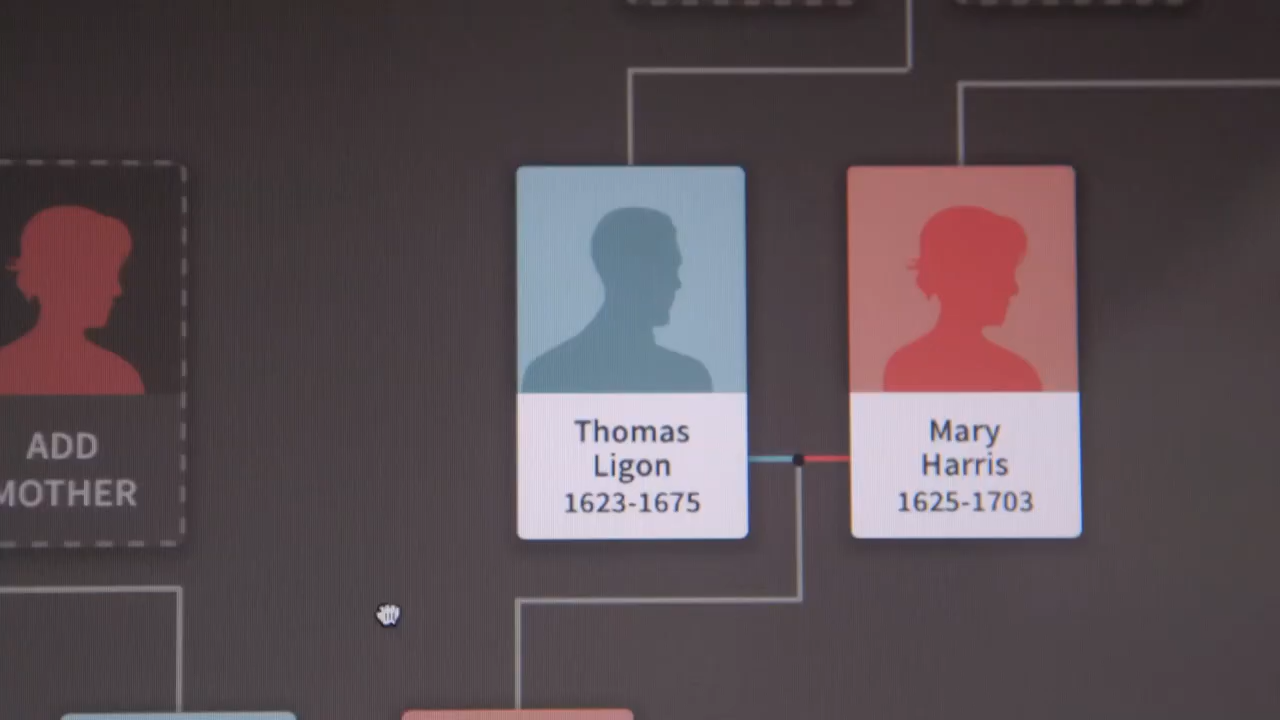 ADD
MOTHER
Thomas
Ligon
1623-1675
Mary
Harris
1625-1703